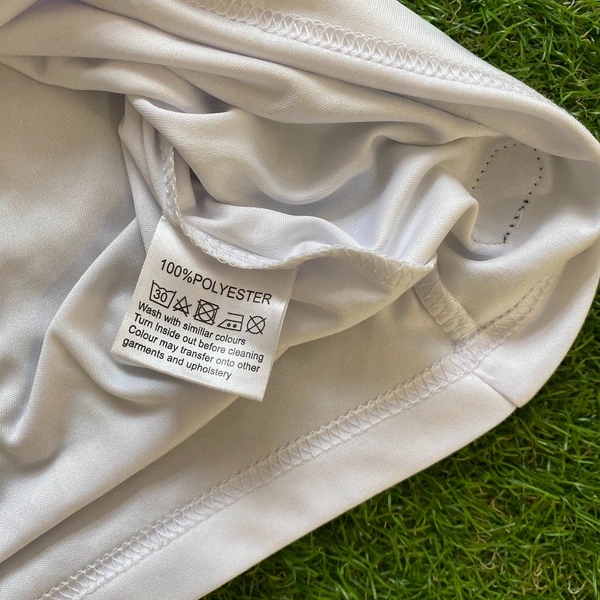 100%POLYESTER
30
Wash with simillar colours
Turn Inside out before cleaning
Colour may transfer onto other
garments and upholstery